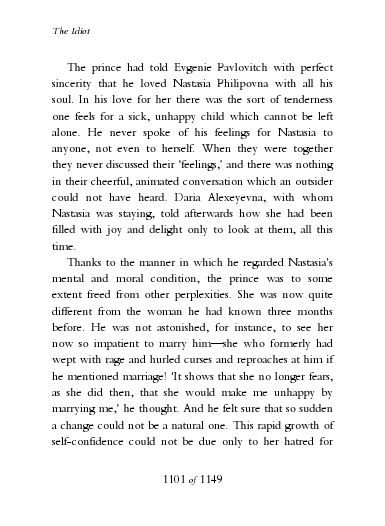 The Idiot
The prince had told Evgenie Pavlovitch with perfect
sincerity that he loved Nastasia Philipovna with all his
soul. In his love for her there was the sort of tenderness
one feels for a sick, unhappy child which cannot be left
alone. He never spoke of his feelings for Nastasia to
anyone, not even to herself. When they were together
they never discussed their 'feelings,' and there was nothing
in their cheerful, animated conversation which an outsider
could not have heard. Daria Alexeyevna, with whom
Nastasia was staying, told afterwards how she had been
filled with joy and delight only to look at them, all this
time.
Thanks to the manner in which he regarded Nastasia's
mental and moral condition, the prince was to some
extent freed from other perplexities. She was now quite
different from the woman he had known three months
before. He was not astonished, for instance, to see her
now so impatient to marry him—she who formerly had
wept with rage and hurled curses and reproaches at him if
he mentioned marriage! 'It shows that she no longer fears,
as she did then, that she would make me unhappy by
marrying me,' he thought. And he felt sure that so sudden
a change could not be a natural one. This rapid growth of
self-confidence could not be due only to her hatred for
1101 of 1149